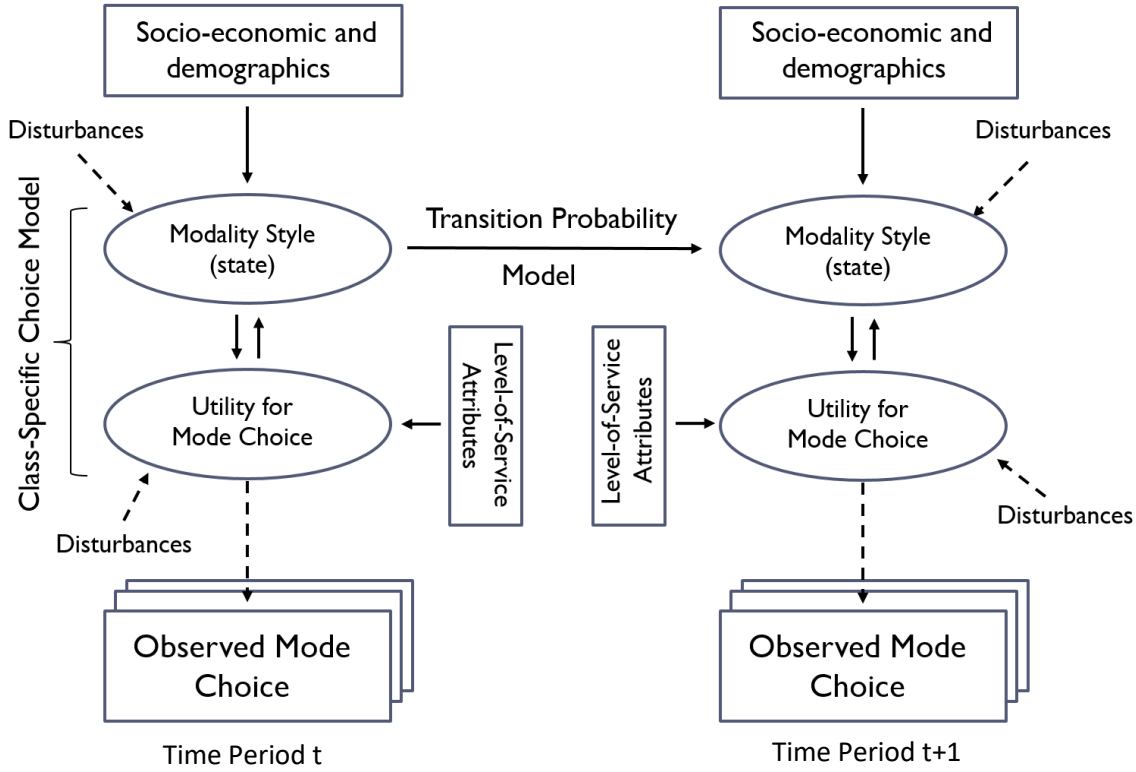 Socio-economic and
demographics
Socio-economic and
demographics
Disturbances
Disturbances
Class-Specific Choice Model
Modality Style
(state)
Transition Probability
Model
Modality Style
(state)
Utility for
Mode Choice
Level-of-Service
Attributes
Level-of-Service
Attributes
Utility for
Mode Choice
Disturbances
Disturbances
Observed Mode
Choice
Observed Mode
Choice
Time Period t
Time Period t+1